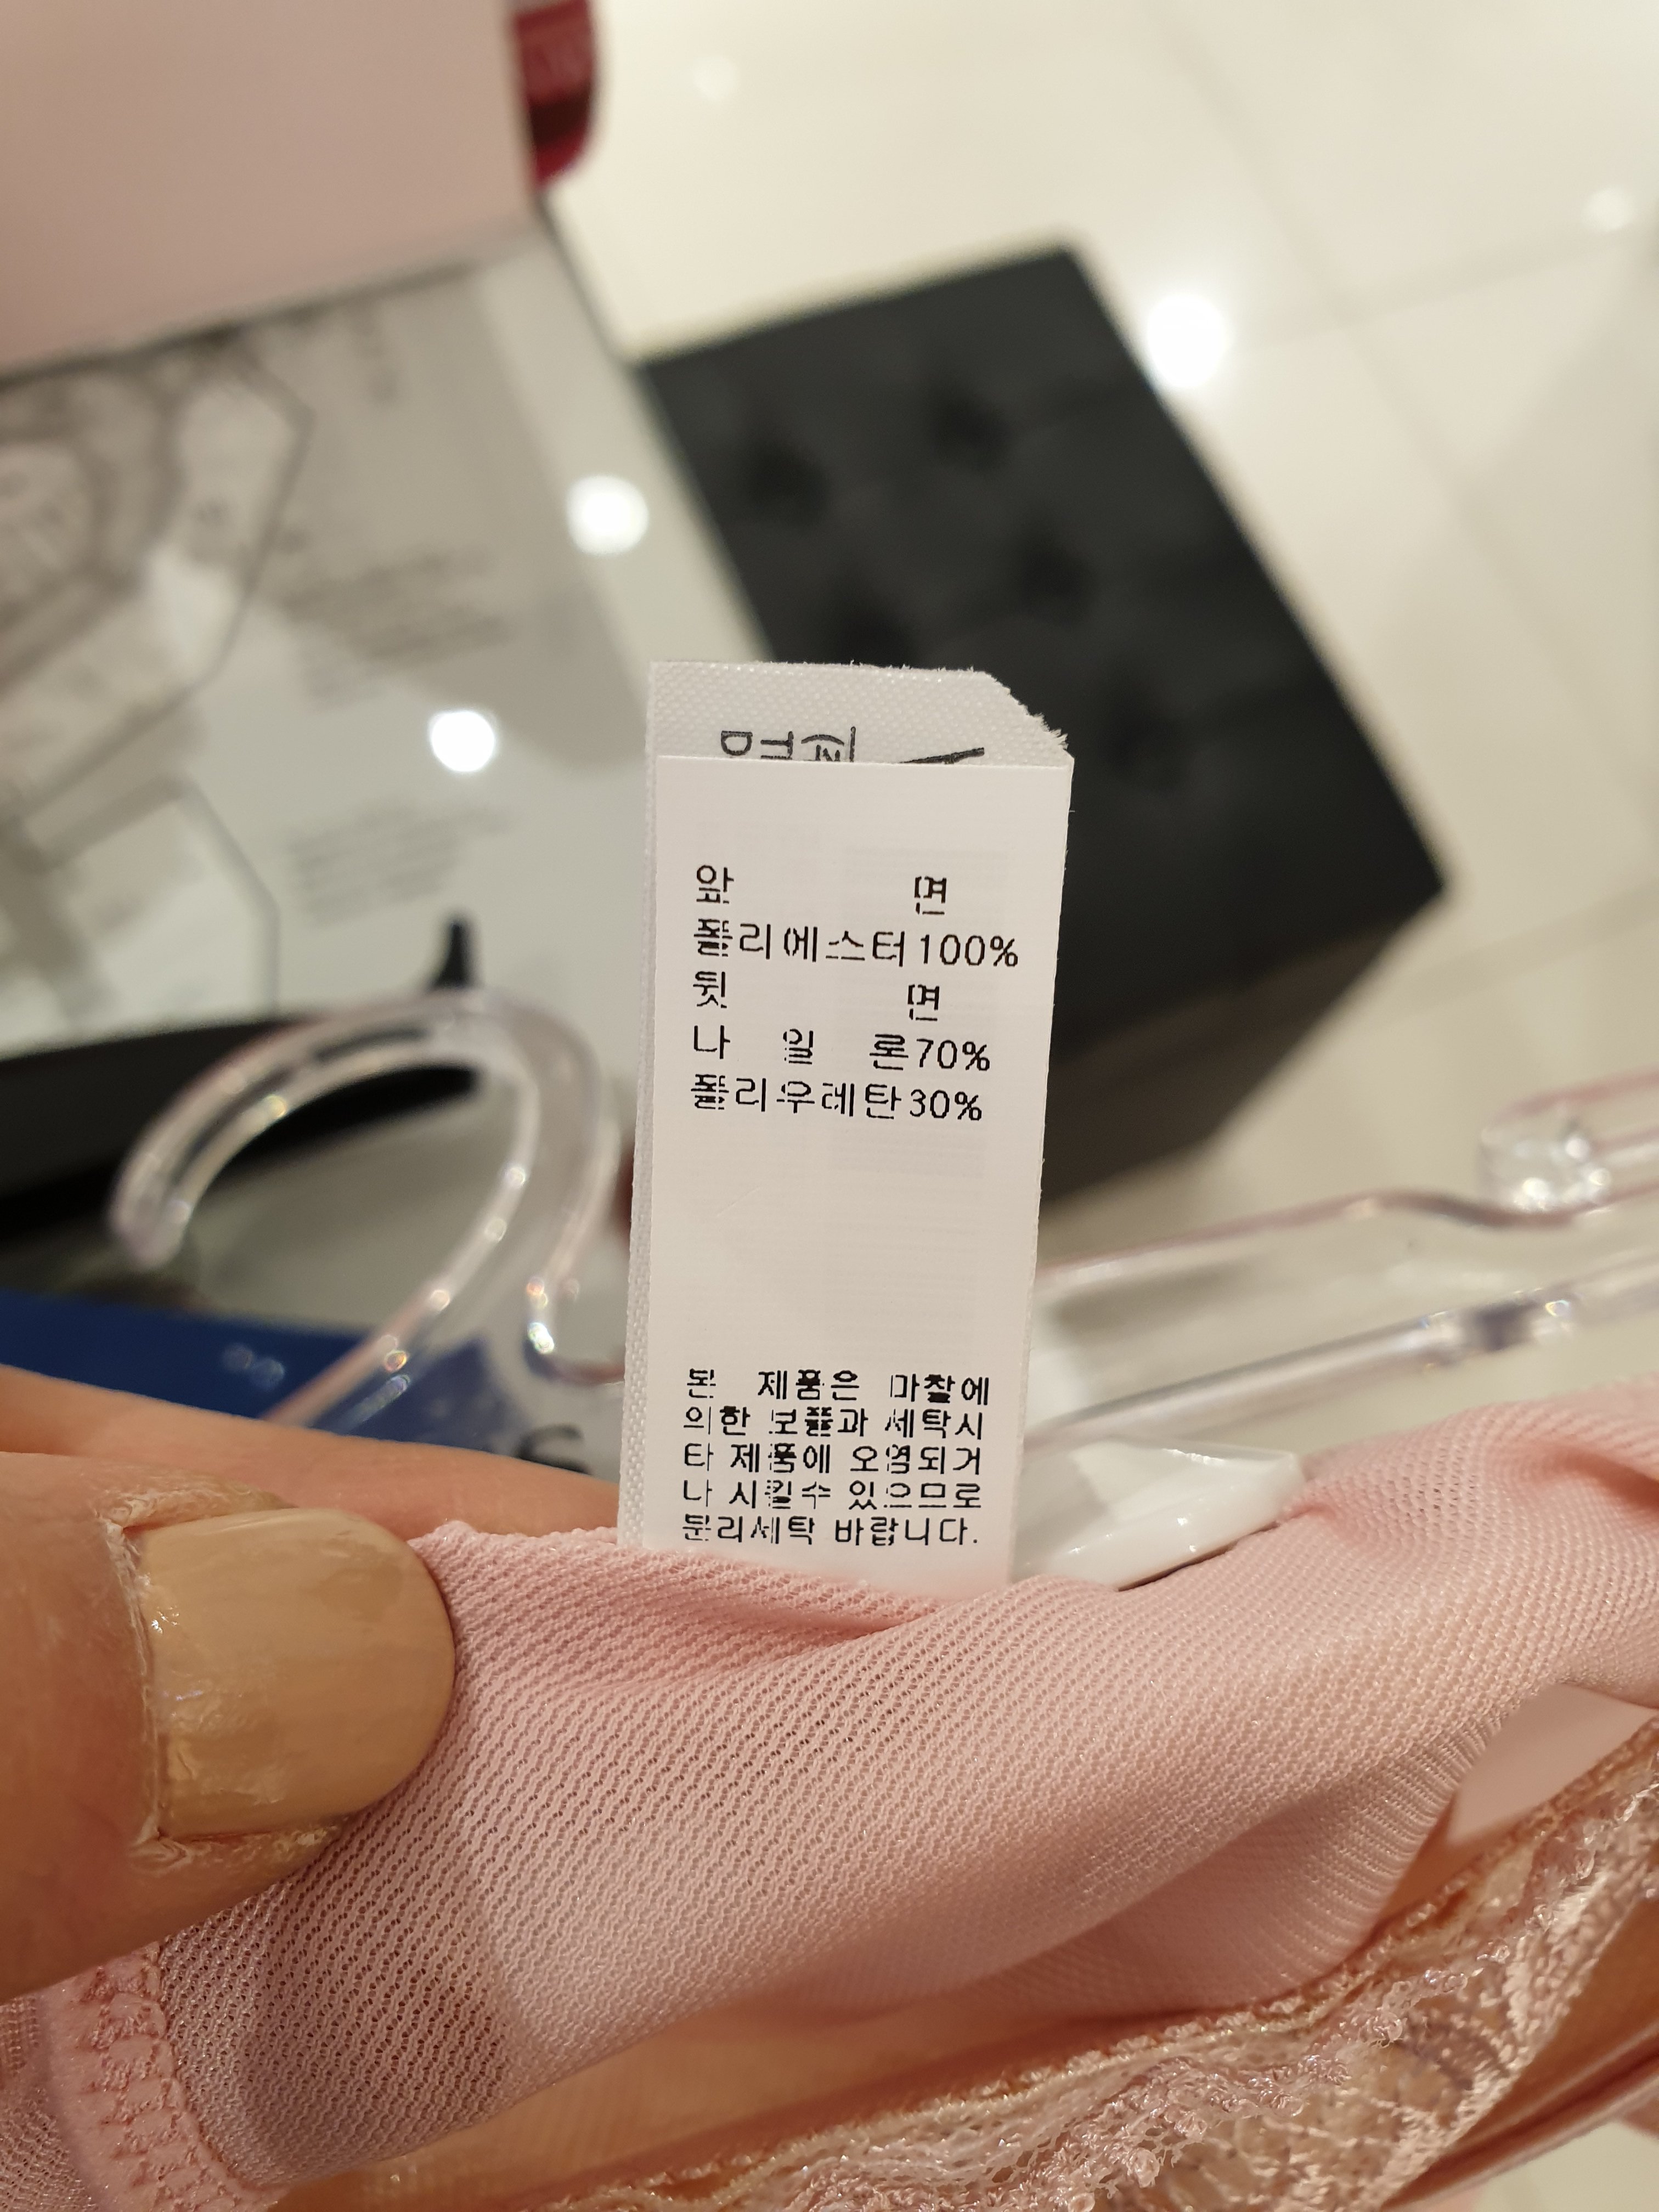 앞 면
폴리에스터100%
뒷 면
나 일 론70%
폴리우레탄30%
본 제품은 마찰에
의한 보풀과 세탁시
타 제품에 오염되거
나 시킬수 있으므로
분리세탁 바랍니다.